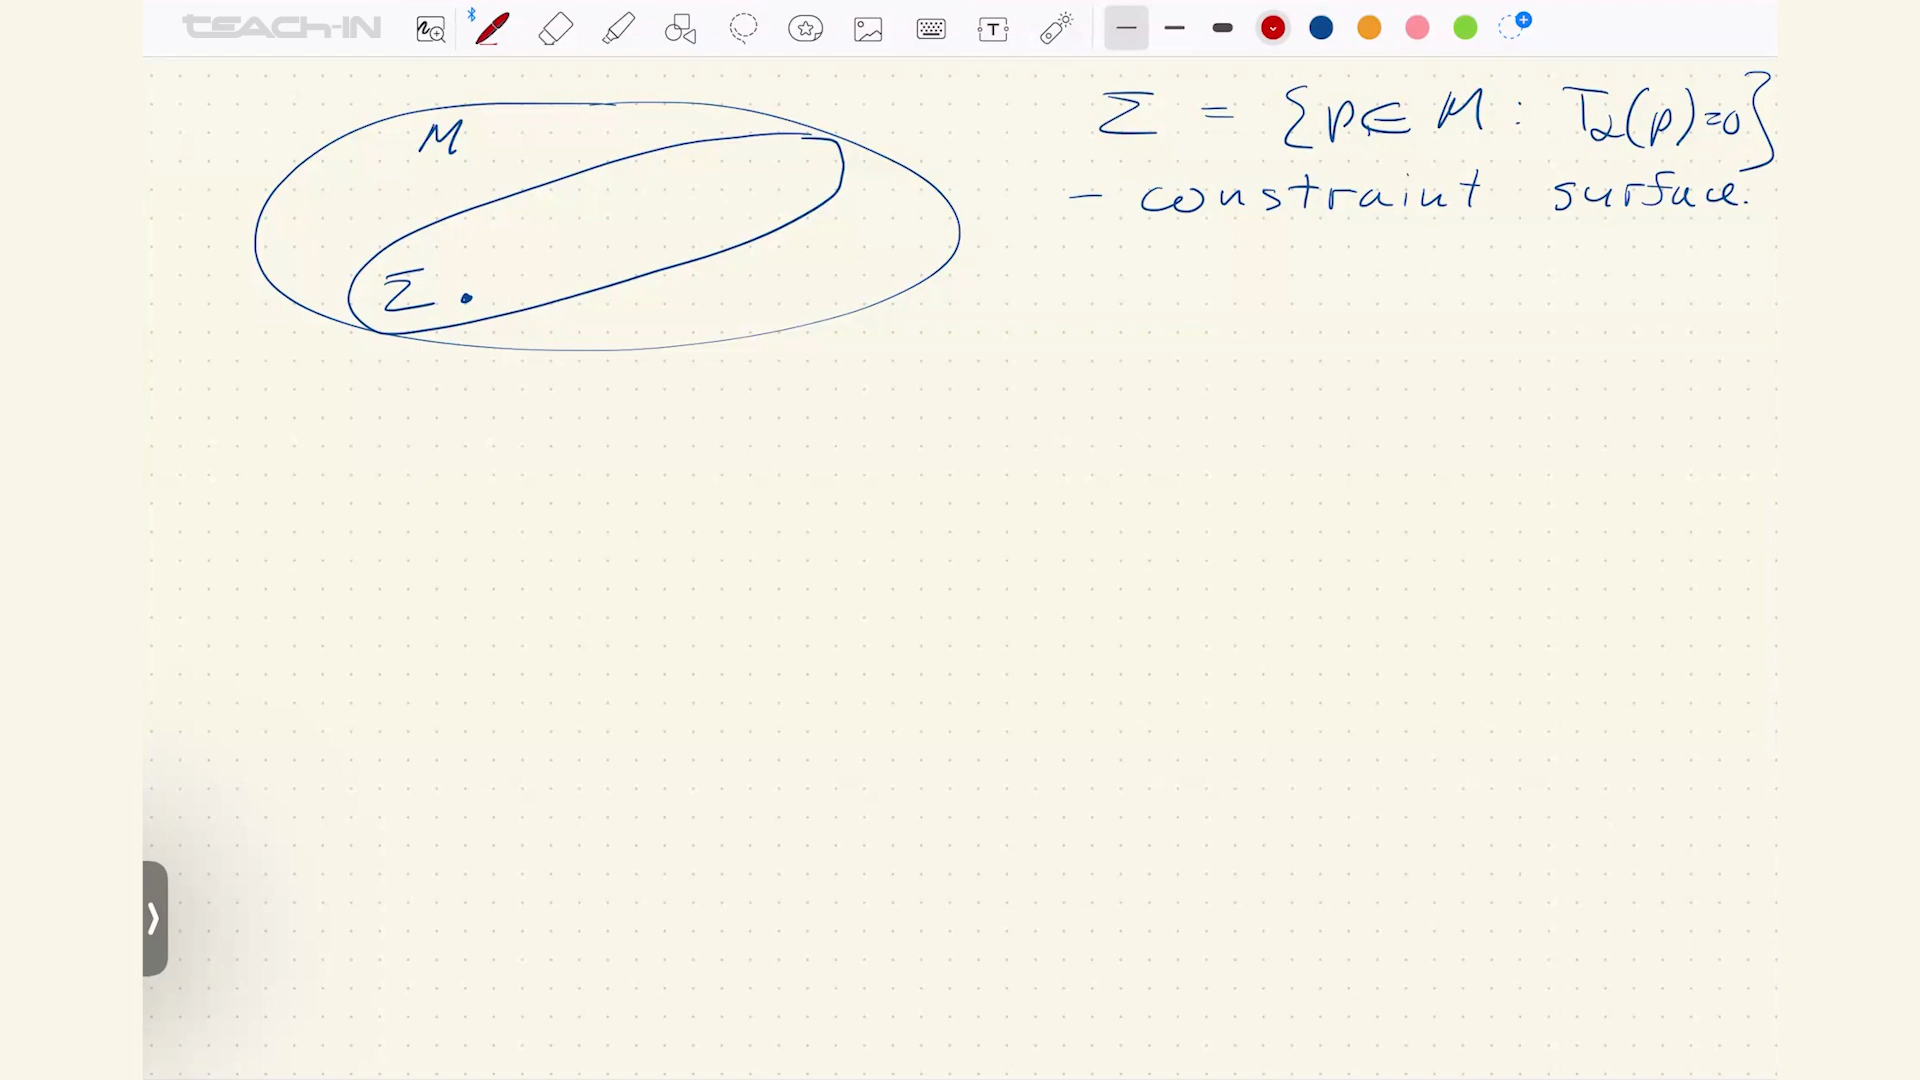 TEACH-IN
M
Σ
Σ = {p ∈ M : T_α(p)=0}
- constraint surface.